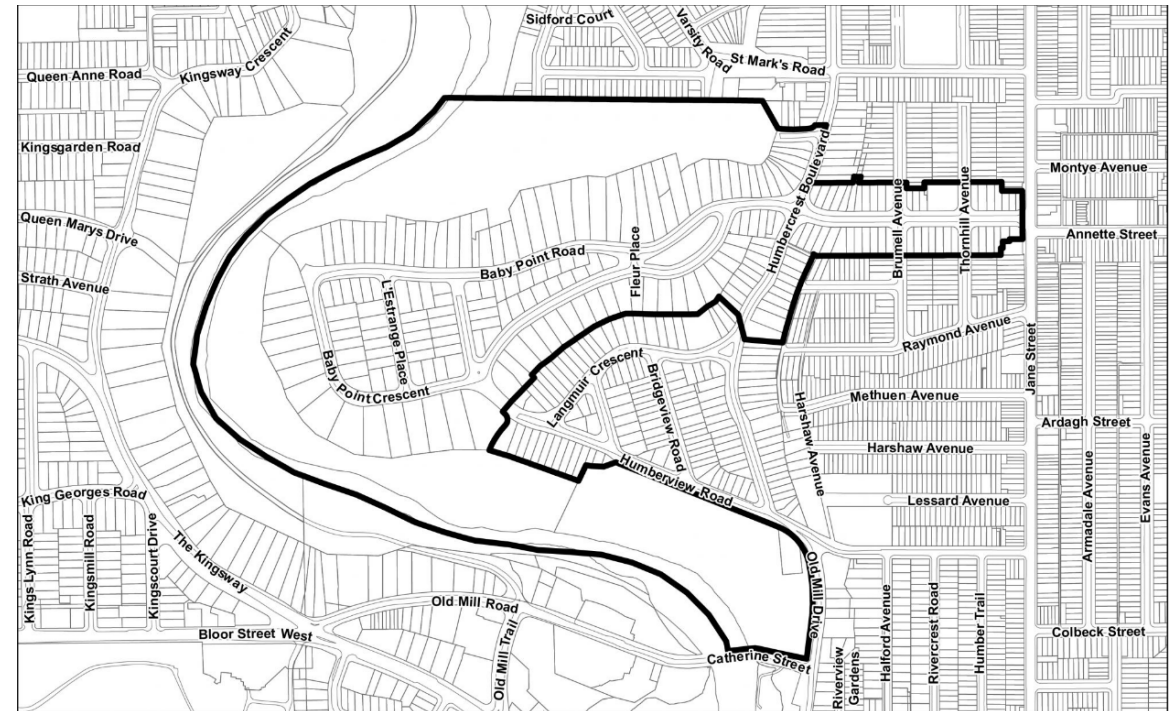 Sidford Court
Varsity Road
St Mark's Road
Queen Anne Road
Kingsway Crescent
Kingsgarden Road
Humbercrest Boulevard
Montye Avenue
Queen Marys Drive
Brumell Avenue
Thornhill Avenue
Annette Street
Baby Point Road
Fleur Place
Strath Avenue
L'Estrange Place
Raymond Avenue
Jane Street
Baby Point Crescent
Langmuir Crescent
Bridgeview Road
Methuen Avenue
Harshaw Avenue
Ardagh Street
Harshaw Avenue
Humberview Road
King Georges Road
Lessard Avenue
Armadale Avenue
Evans Avenue
Kings Lynn Road
Kingsmill Road
Kingscourt Drive
The Kingsway
Old Mill Drive
Old Mill Road
Bloor Street West
Old Mill Trail
Catherine Street
Riverview
Gardens
Halford Avenue
Rivercrest Road
Humber Trail
Colbeck Street